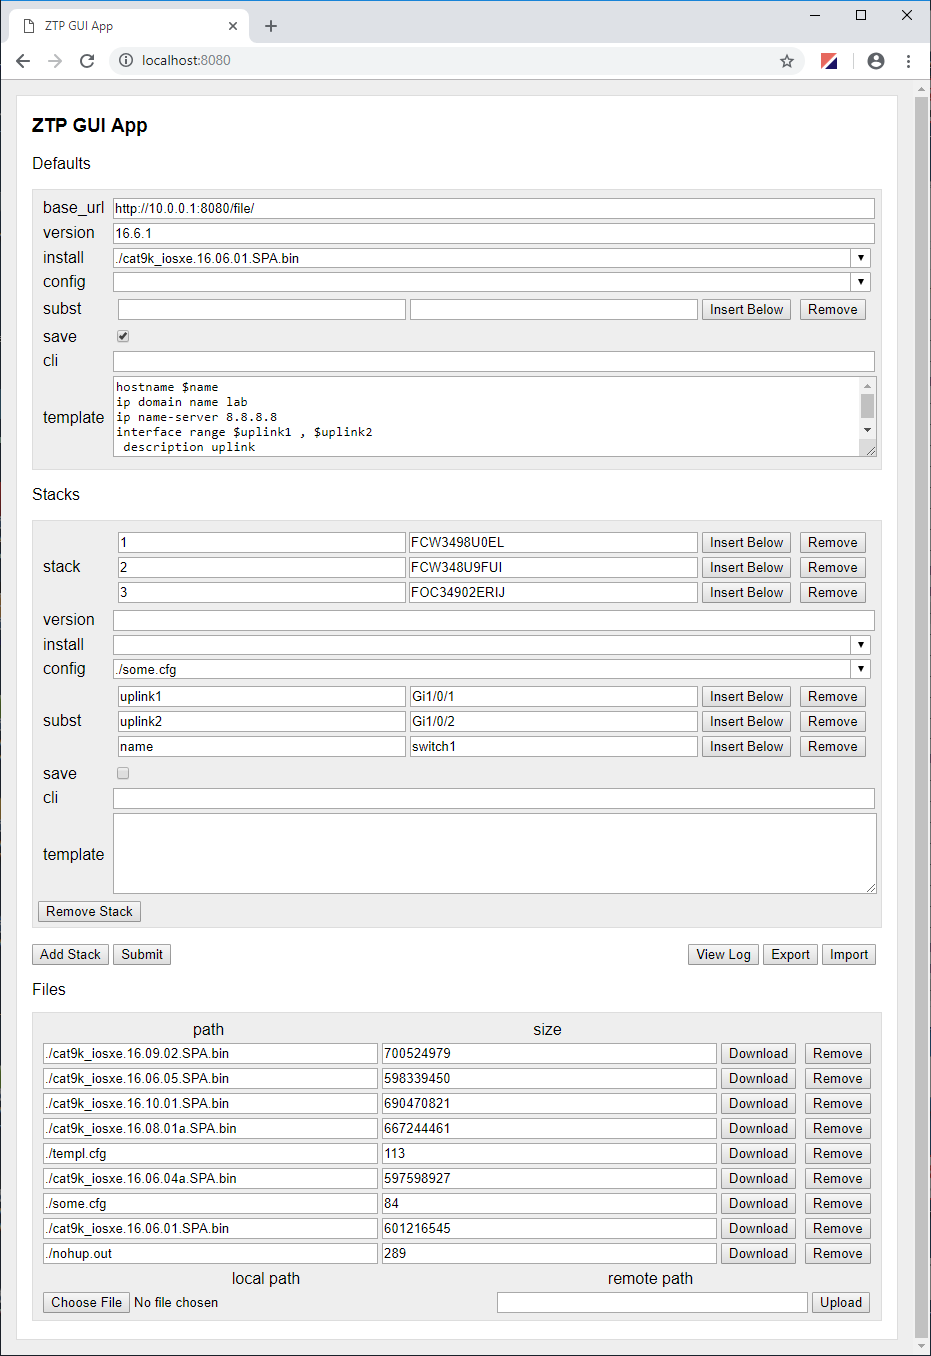 ZTP GUI App
localhost:8080
ZTP GUI App
Defaults
base_url http://10.0.0.1:8080/file/
version 16.6.1
install ./cat9k_iosxe.16.06.01.SPA.bin
config
subst Insert Below Remove
save
cli
template
hostname $name
ip domain name lab
ip name-server 8.8.8.8
interface range $uplink1 , $uplink2
description uplink
Stacks
stack
1 FCW3498U0EL Insert Below Remove
2 FCW348U9FUI Insert Below Remove
3 FOC34902ERIJ Insert Below Remove
version
install
config ./some.cfg
subst
uplink1 Gi1/0/1 Insert Below Remove
uplink2 Gi1/0/2 Insert Below Remove
name switch1 Insert Below Remove
save
cli
template
Remove Stack
Add Stack Submit View Log Export Import
Files
path size
./cat9k_iosxe.16.09.02.SPA.bin 700524979 Download Remove
./cat9k_iosxe.16.06.05.SPA.bin 598339450 Download Remove
./cat9k_iosxe.16.10.01.SPA.bin 690470821 Download Remove
./cat9k_iosxe.16.08.01a.SPA.bin 667244461 Download Remove
./templ.cfg 113 Download Remove
./cat9k_iosxe.16.06.04a.SPA.bin 597598927 Download Remove
./some.cfg 84 Download Remove
./cat9k_iosxe.16.06.01.SPA.bin 601216545 Download Remove
./nohup.out 289 Download Remove
local path remote path
Choose File No file chosen Upload